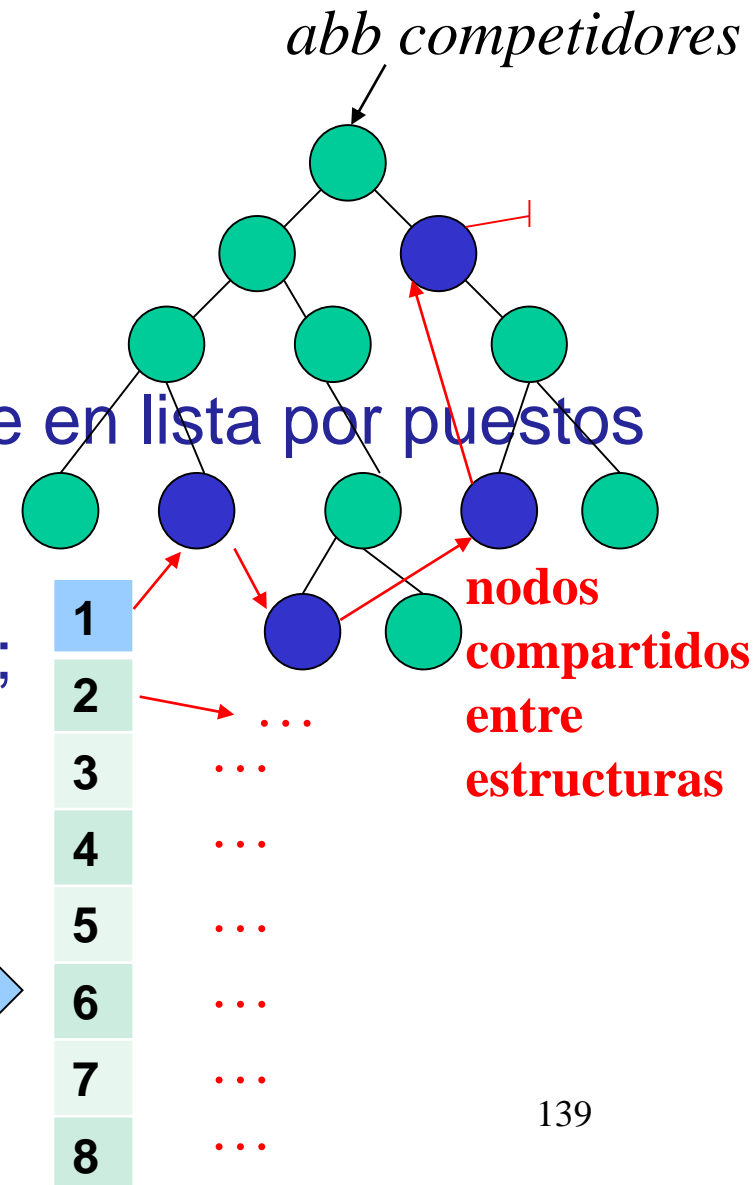 abb competidores
e en lista por puestos
nodos
compartidos
entre
estructuras
;
1
2 ...
3 ...
4 ...
5 ...
6 ...
7 ...
8 ...
139